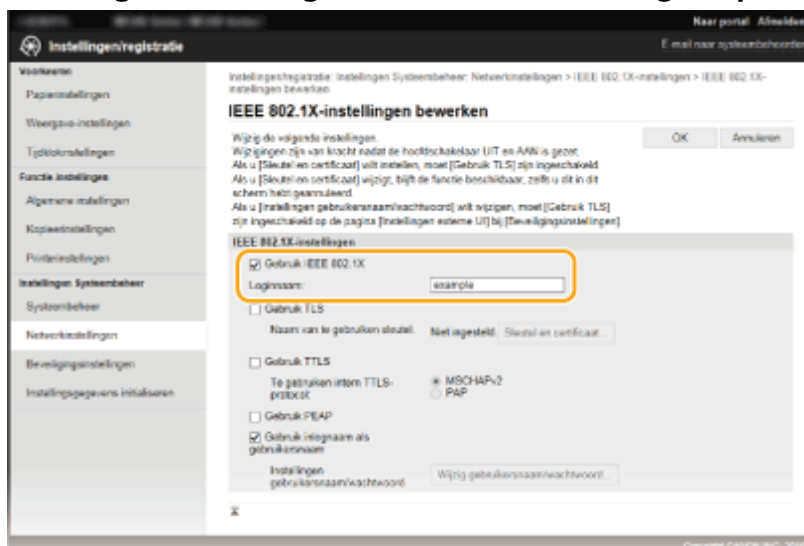 Naar portal Afmelden
Instellingen/registratie
E-mail naar systeembeheerder
Voorkeuren
Papierinstellingen
Weergave-instellingen
Tijdklokinstellingen
Functie instellingen
Algemene instellingen
Kopieerinstellingen
Printerinstellingen
Instellingen Systeembeheer
Systeembeheer
Netwerkinstellingen
Beveiligingsinstellingen
Instellingsgegevens initialiseren
Instellingen/registratie: Instellingen Systeembeheer: Netwerkinstellingen > IEEE 802.1X-instellingen > IEEE 802.1X-
instellingen bewerken
IEEE 802.1X-instellingen bewerken
Wijzig de volgende instellingen.
Wijzigingen zijn van kracht nadat de hoofdschakelaar UIT en AAN is gezet.
Als u [Sleutel en certificaat] wilt instellen, moet [Gebruik TLS] zijn ingeschakeld.
Als u [Sleutel en certificaat] wijzigt, blijft de functie beschikbaar, zelfs u dit in dit
scherm hebt geannuleerd.
Als u [Instellingen gebruikersnaam/wachtwoord] wilt wijzigen, moet [Gebruik TLS]
zijn ingeschakeld op de pagina [Instellingen externe UI] bij [Beveiligingsinstellingen]
OK Annuleren
IEEE 802.1X-instellingen
Gebruik IEEE 802.1X
Loginnaam: example
Gebruik TLS
Naam van te gebruiken sleutel: Niet ingesteld. Sleutel en certificaat...
Gebruik TTLS
Te gebruiken intern TTLS-
protocol: MSCHAPv2
PAP
Gebruik PEAP
Gebruik inlognaam als
gebruikersnaam
Instellingen
gebruikersnaam/wachtwoord Wijzig gebruikersnaam/wachtwoord...